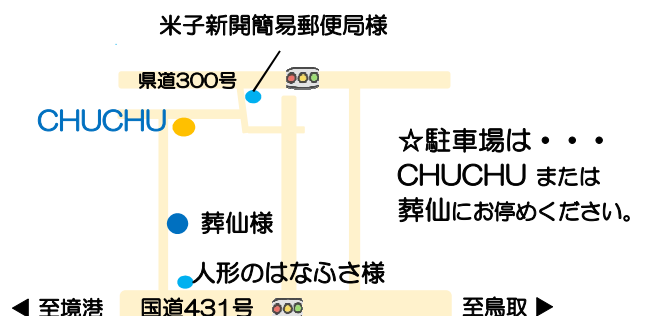 米子新開簡易郵便局様
県道300号
CHUCHU
☆駐車場は・・・
CHUCHU または
葬仙にお停めください。
葬仙様
人形のはなふさ様
◀ 至境港
国道431号
至鳥取 ▶